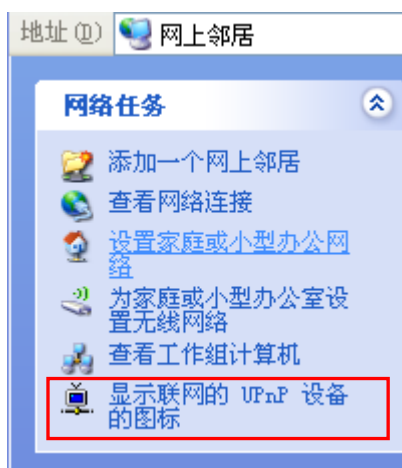 地址(D) 网上邻居
网络任务
添加一个网上邻居
查看网络连接
设置家庭或小型办公网
络
为家庭或小型办公室设
置无线网络
查看工作组计算机
显示联网的 UPnP 设备
的图标